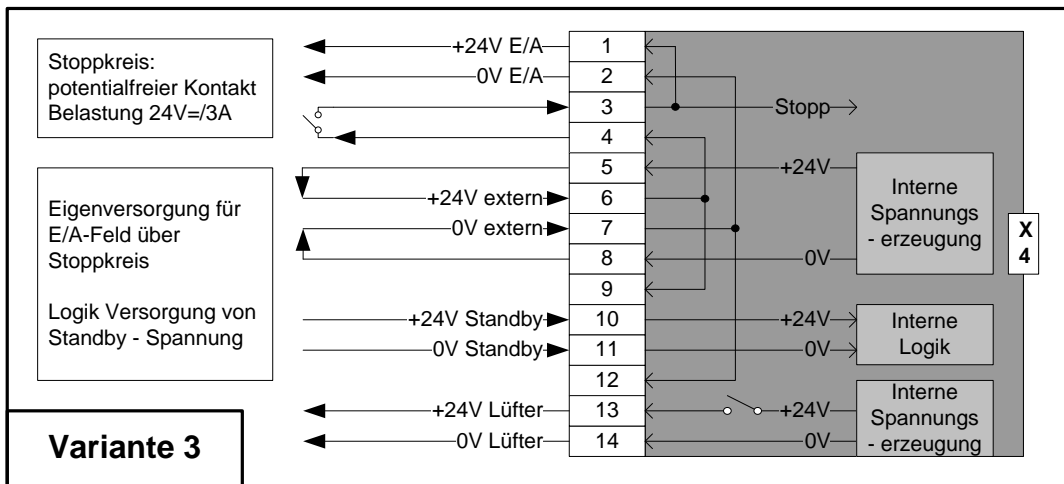 Stoppkreis:
potentialfreier Kontakt
Belastung 24V=/3A
Eigenversorgung für
E/A-Feld über
Stoppkreis
Logik Versorgung von
Standby - Spannung
Variante 3
+24V E/A 1
0V E/A 2
3 Stopp
4
5 +24V
+24V extern 6
0V extern 7
8 0V
9
+24V Standby 10 +24V
0V Standby 11 0V
12
+24V Lüfter 13 +24V
0V Lüfter 14 0V
Interne
Spannungs
- erzeugung
Interne
Logik
Interne
Spannungs
- erzeugung
X
4